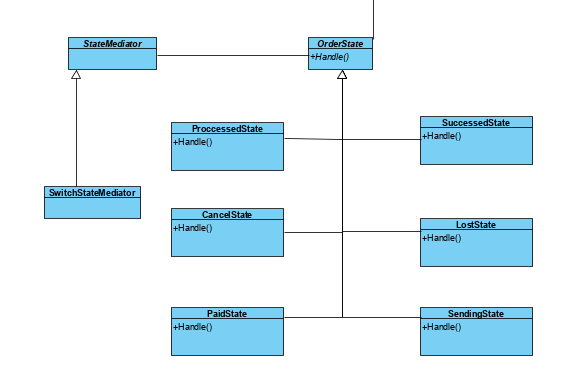 StateMediator
OrderState
+Handle()
ProccessedState
+Handle()
SuccessedState
+Handle()
SwitchStateMediator
CancelState
+Handle()
LostState
+Handle()
PaidState
+Handle()
SendingState
+Handle()